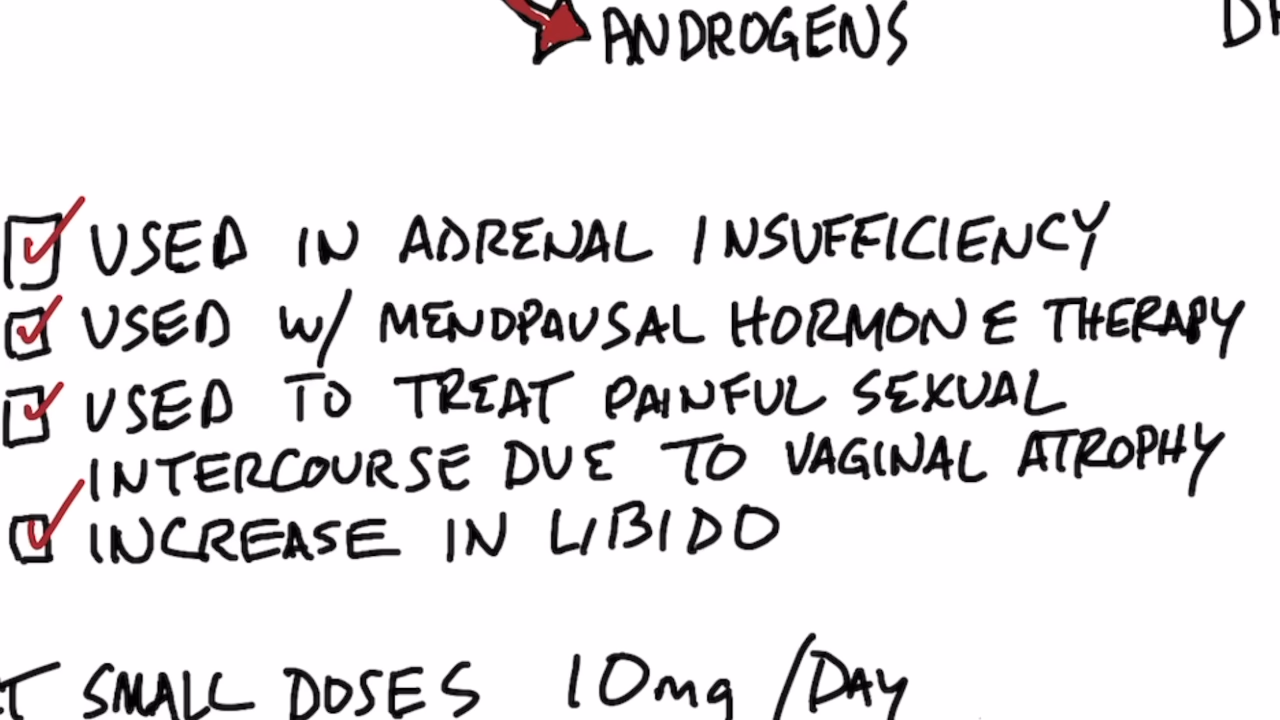 ANDROGENS
USED IN ADRENAL INSUFFICIENCY
USED W/ MENOPAUSAL HORMONE THERAPY
USED TO TREAT PAINFUL SEXUAL
INTERCOURSE DUE TO VAGINAL ATROPHY
INCREASE IN LIBIDO
SMALL DOSES 10mg /DAY